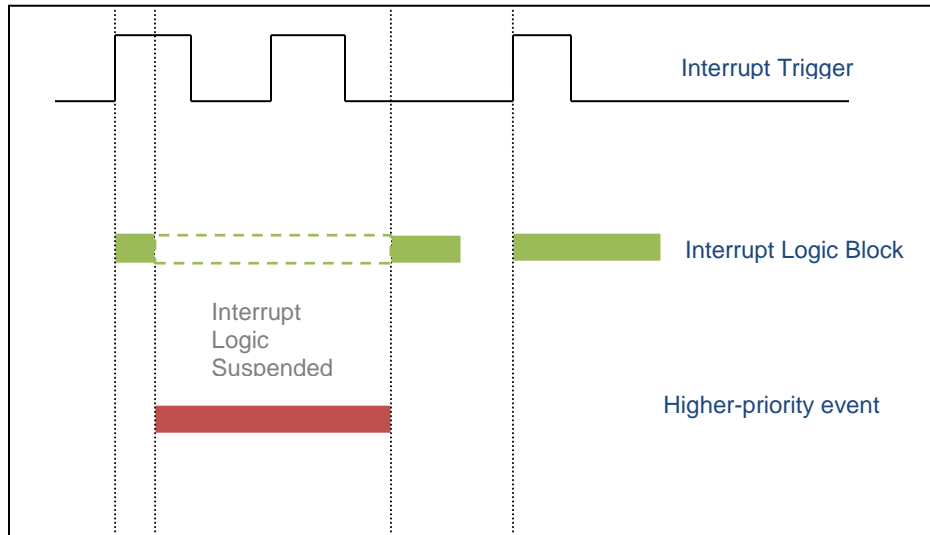 Interrupt Trigger
Interrupt Logic Block
Interrupt
Logic
Suspended
Higher-priority event